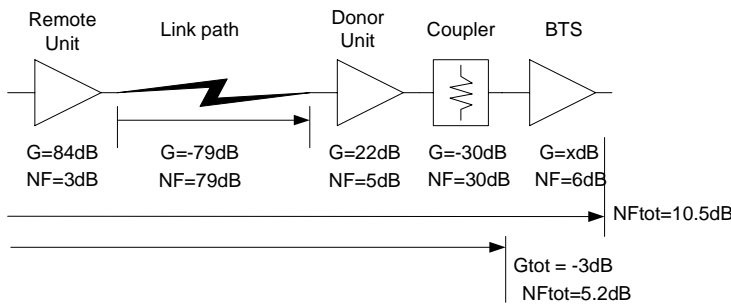 Remote
Unit
Link path
Donor
Unit
Coupler
BTS
G=84dB
NF=3dB
G=-79dB
NF=79dB
G=22dB
NF=5dB
G=-30dB
NF=30dB
G=xdB
NF=6dB
NFtot=10.5dB
Gtot = -3dB
NFtot=5.2dB